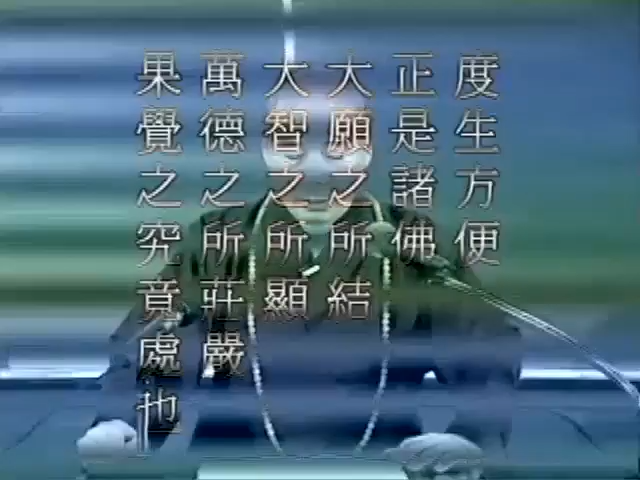 度生方便
正是諸佛
大願之所結
大智之所顯
萬德之所莊嚴
果覺之究竟處也